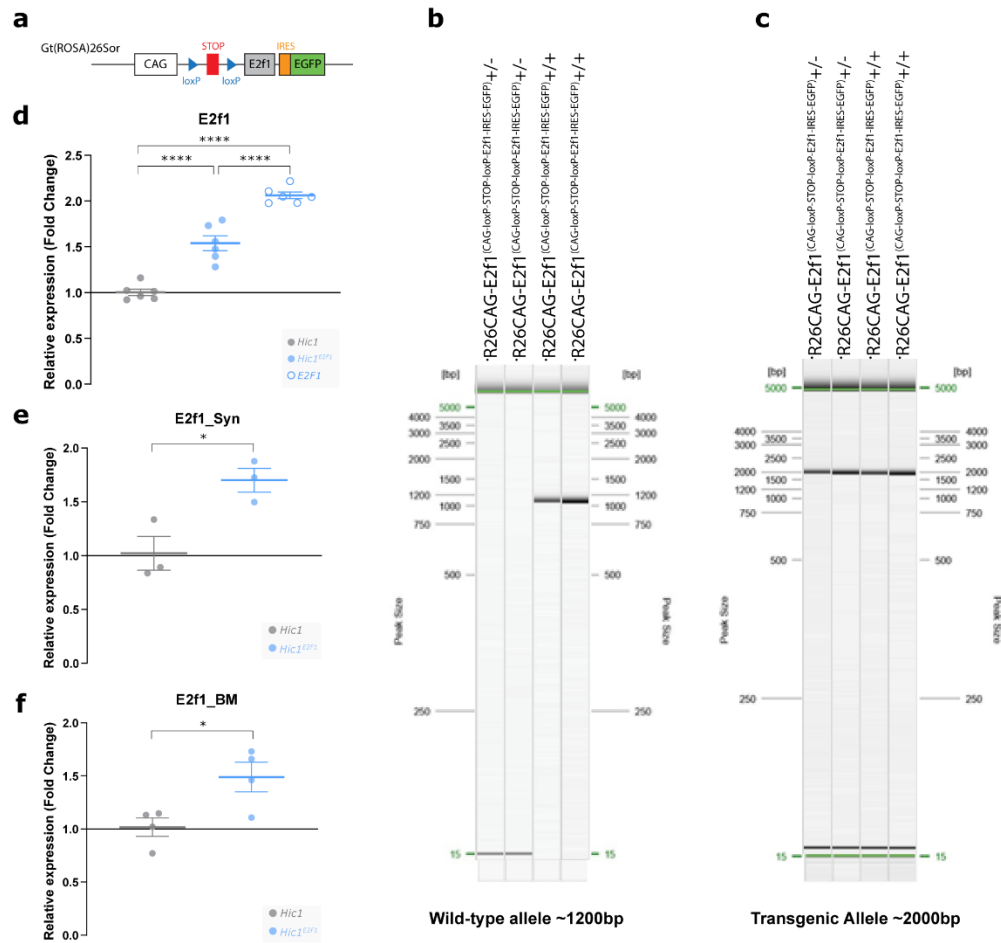 a
Gt(ROSA)26Sor
CAG
loxP
STOP
loxP
E2f1
IRES
EGFP
b
·R26CAG-E2f1(CAG-loxP-STOP-loxP-E2f1-IRES-EGFP)+/-
·R26CAG-E2f1(CAG-loxP-STOP-loxP-E2f1-IRES-EGFP)+/-
·R26CAG-E2f1(CAG-loxP-STOP-loxP-E2f1-IRES-EGFP)+/+
·R26CAG-E2f1(CAG-loxP-STOP-loxP-E2f1-IRES-EGFP)+/+
[bp]
[bp]
5000
5000
4000
4000
3500
3500
3000
3000
2500
2500
2000
2000
1500
1500
1200
1200
1000
1000
750
750
500
500
Peak Size
Peak Size
250
250
15
15
Wild-type allele ~1200bp
c
·R26CAG-E2f1(CAG-loxP-STOP-loxP-E2f1-IRES-EGFP)+/-
·R26CAG-E2f1(CAG-loxP-STOP-loxP-E2f1-IRES-EGFP)+/-
·R26CAG-E2f1(CAG-loxP-STOP-loxP-E2f1-IRES-EGFP)+/+
·R26CAG-E2f1(CAG-loxP-STOP-loxP-E2f1-IRES-EGFP)+/+
[bp]
[bp]
5000
5000
4000
4000
3500
3500
3000
3000
2500
2500
2000
2000
1500
1500
1200
1200
1000
1000
750
750
500
500
Peak Size
Peak Size
250
250
15
15
Transgenic Allele ~2000bp
d
E2f1
Relative expression (Fold Change)
2.5
2.0
1.5
1.0
0.5
0.0
****
****
****
Hic1
Hic1E2f1
E2F1
e
E2f1_Syn
Relative expression (Fold Change)
2.0
1.5
1.0
0.5
0.0
*
Hic1
Hic1E2f1
f
E2f1_BM
Relative expression (Fold Change)
2.0
1.5
1.0
0.5
0.0
*
Hic1
Hic1E2f1